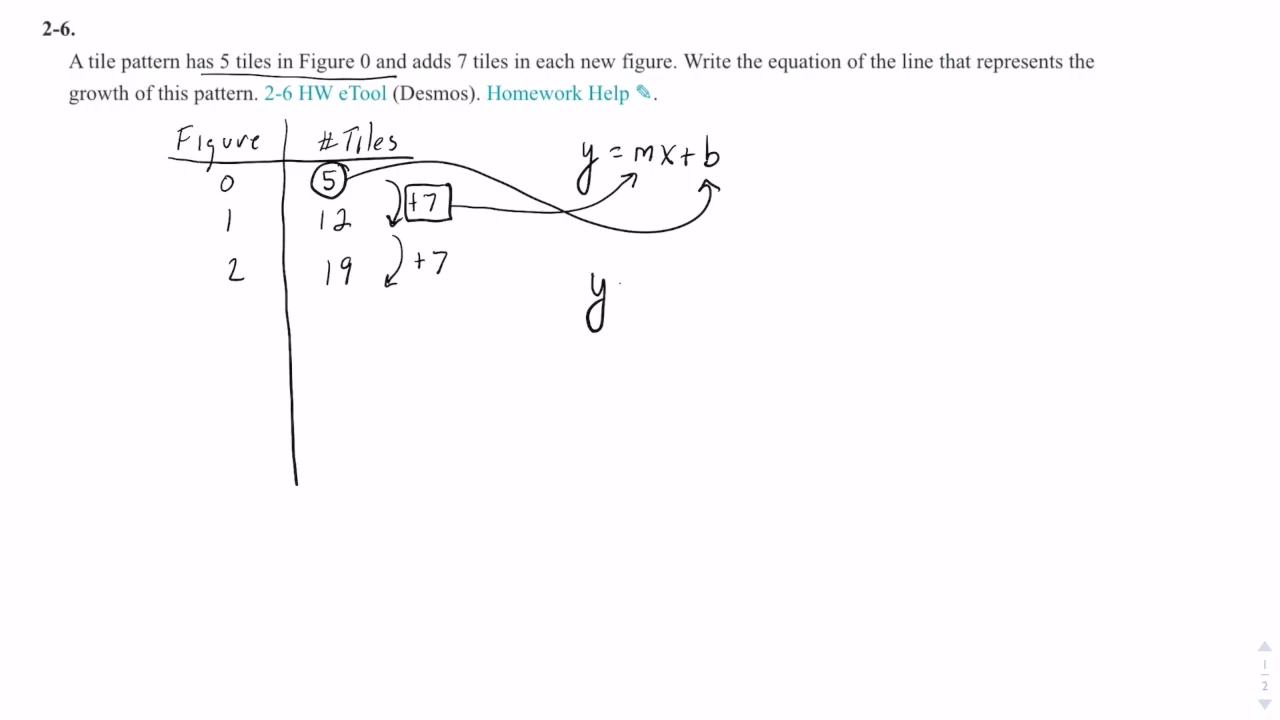 2-6.
A tile pattern has 5 tiles in Figure 0 and adds 7 tiles in each new figure. Write the equation of the line that represents the
growth of this pattern. 2-6 HW eTool (Desmos). Homework Help ✎.
Figure # Tiles
y = mx + b
0 5
+7
1 12
2 19 +7
y
1
2